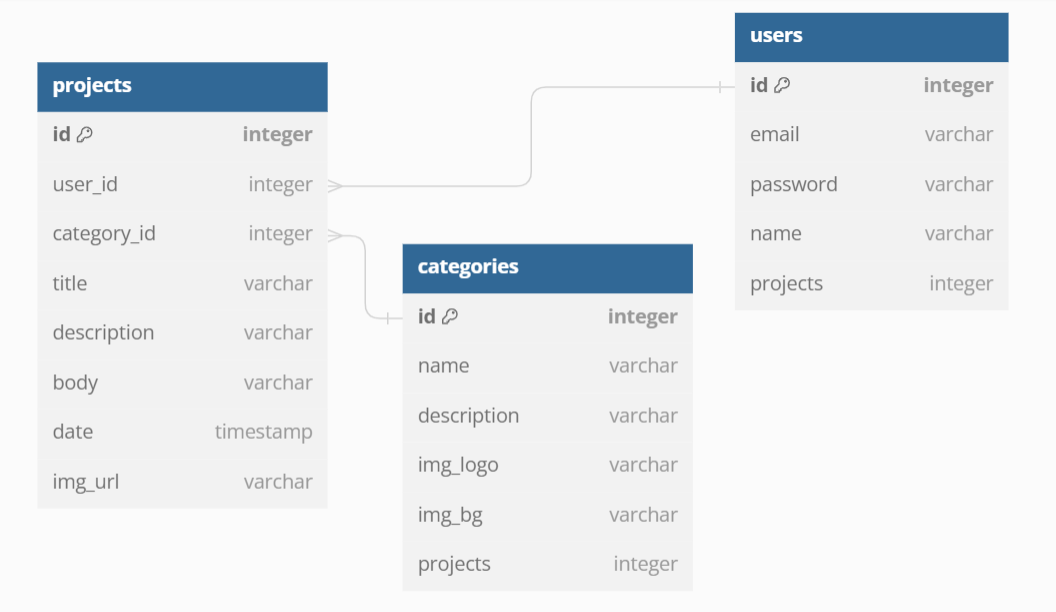 projects
id integer
user_id integer
category_id integer
title varchar
description varchar
body varchar
date timestamp
img_url varchar
categories
id integer
name varchar
description varchar
img_logo varchar
img_bg varchar
projects integer
users
id integer
email varchar
password varchar
name varchar
projects integer